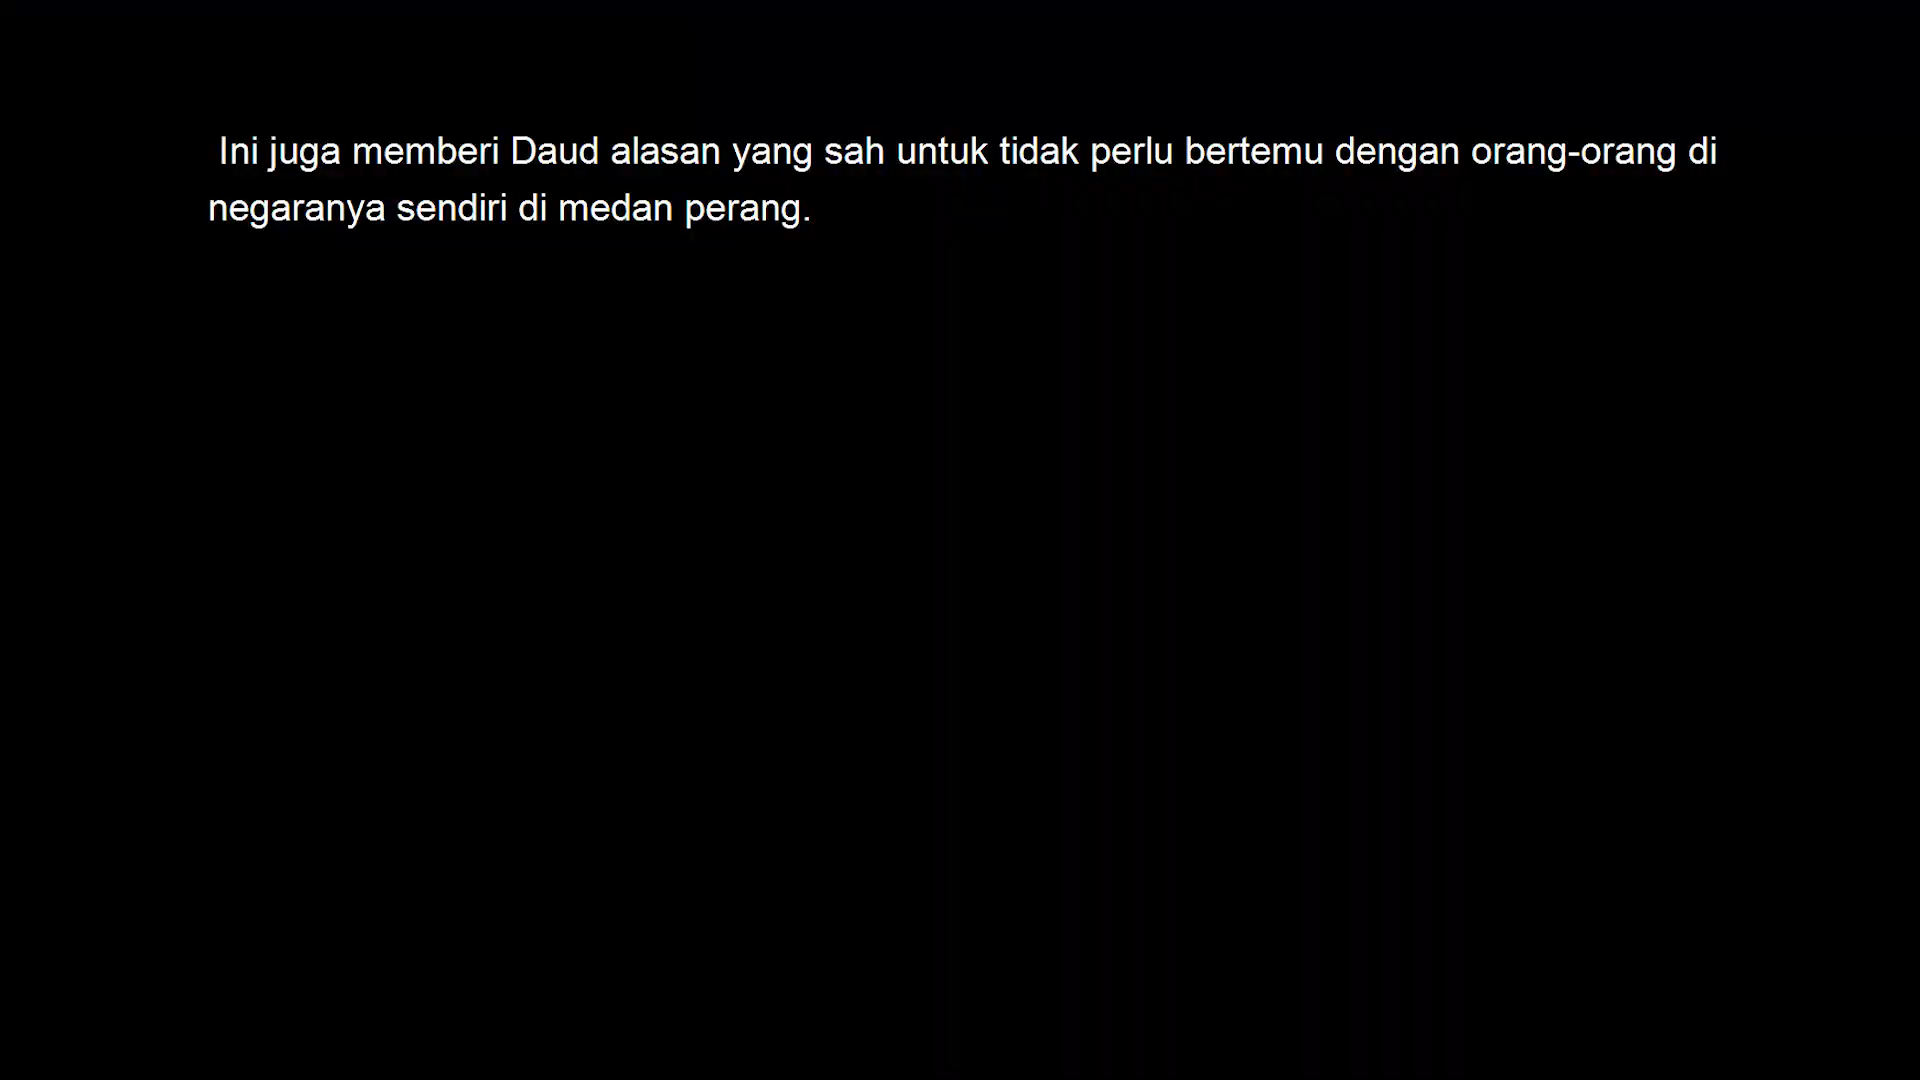 Ini juga memberi Daud alasan yang sah untuk tidak perlu bertemu dengan orang-orang di
negaranya sendiri di medan perang.